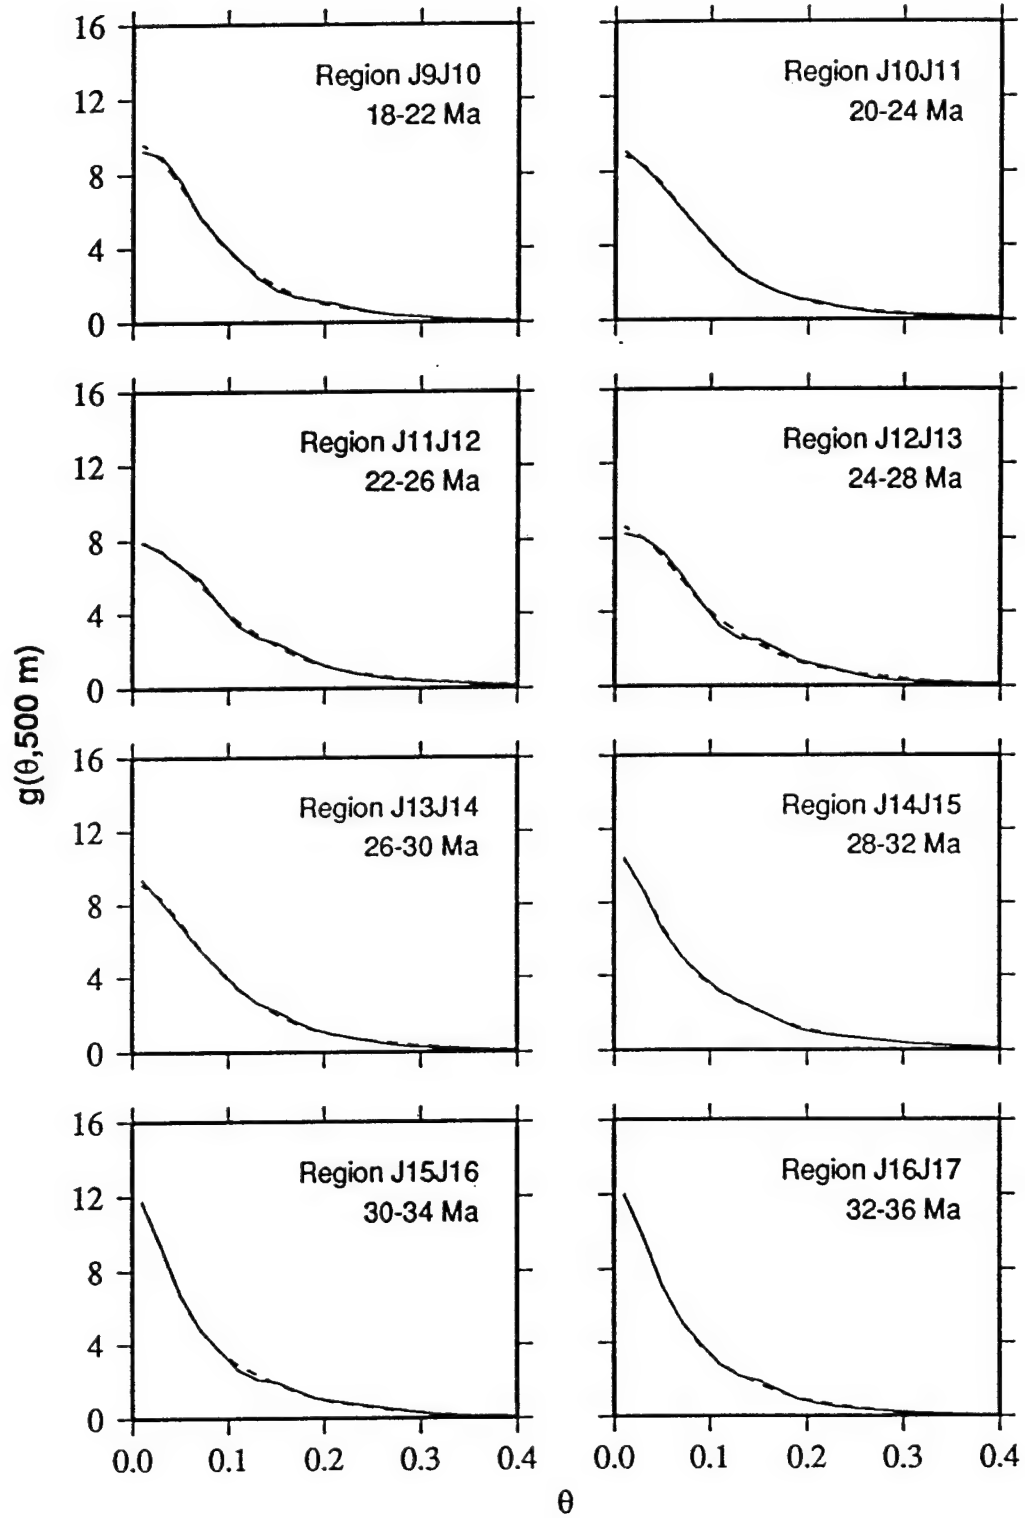 16
12
8
4
0
Region J9J10
18-22 Ma
Region J10J11
20-24 Ma
16
12
8
4
0
Region J11J12
22-26 Ma
Region J12J13
24-28 Ma
g(θ,500 m)
16
12
8
4
0
Region J13J14
26-30 Ma
Region J14J15
28-32 Ma
16
12
8
4
0
Region J15J16
30-34 Ma
Region J16J17
32-36 Ma
0.0 0.1 0.2 0.3 0.4
0.0 0.1 0.2 0.3 0.4
θ